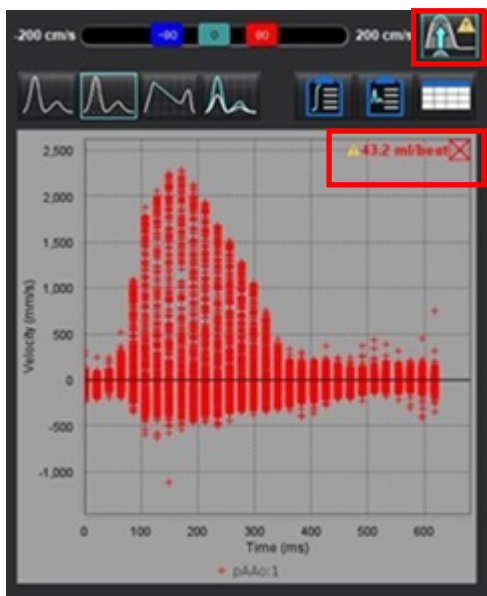 -200 cm/s -80 0 80 200 cm/s
43.2 ml/beat
2,500
2,000
1,500
1,000
500
0
-500
-1,000
Velocity (mm/s)
0 100 200 300 400 500 600
Time (ms)
pAAo:1